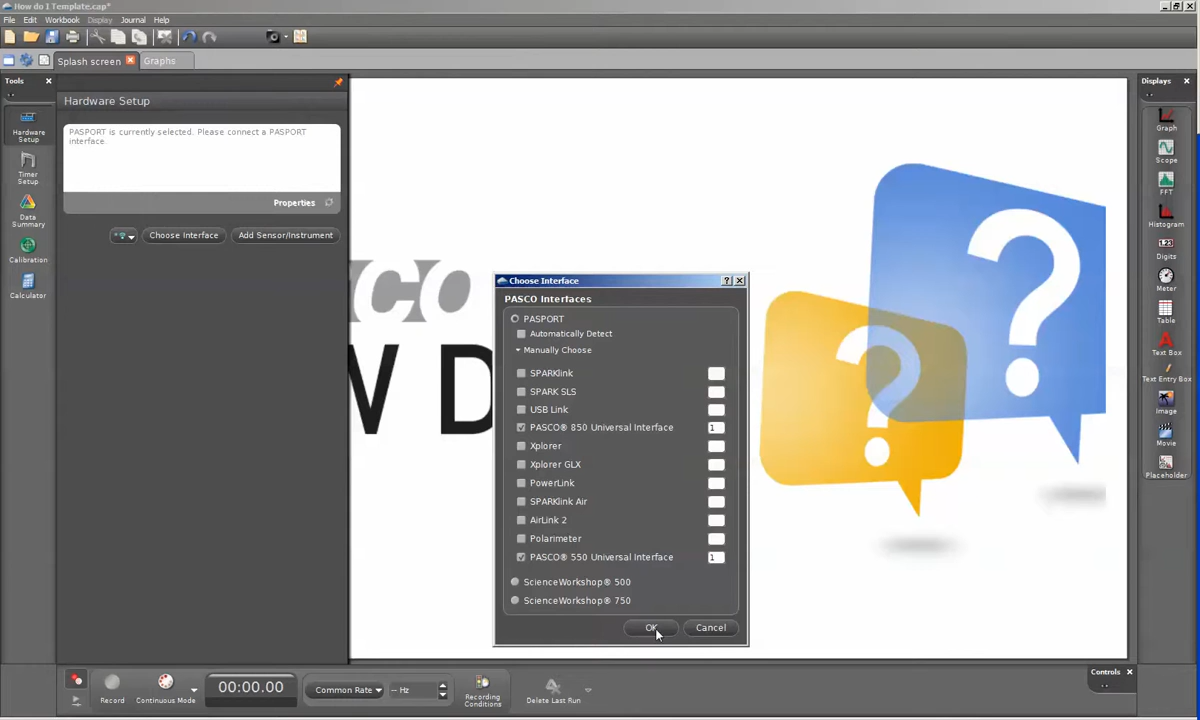 How do I Template.cap*
File Edit Workbook Display Journal Help
Splash screen Graphs
Tools
Hardware Setup
Displays
Hardware
Setup
Timer
Setup
Data
Summary
Calibration
Calculator
PASPORT is currently selected. Please connect a PASPORT
interface.
Properties
Choose Interface Add Sensor/Instrument
CO
W D
? ?
Choose Interface
PASCO Interfaces
PASPORT
Automatically Detect
Manually Choose
SPARKlink
SPARK SLS
USB Link
PASCO® 850 Universal Interface 1
Xplorer
Xplorer GLX
PowerLink
SPARKlink Air
AirLink 2
Polarimeter
PASCO® 550 Universal Interface 1
ScienceWorkshop® 500
ScienceWorkshop® 750
OK Cancel
Graph
Scope
FFT
Histogram
Digits
Meter
Table
Text Box
Text Entry Box
Image
Movie
Placeholder
Controls
Record
Continuous Mode
00:00.00
Common Rate
-- Hz
Recording
Conditions
Delete Last Run